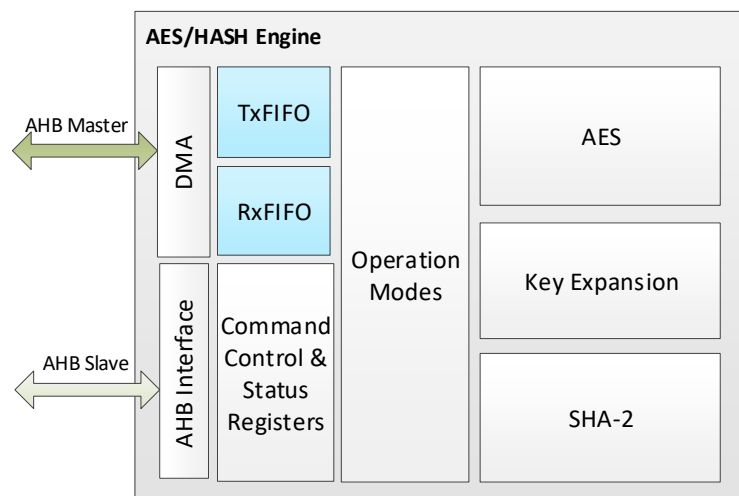 AES/HASH Engine
AHB Master
DMA
TxFIFO
RxFIFO
Operation
Modes
AES
Key Expansion
SHA-2
AHB Slave
AHB Interface
Command
Control &
Status
Registers